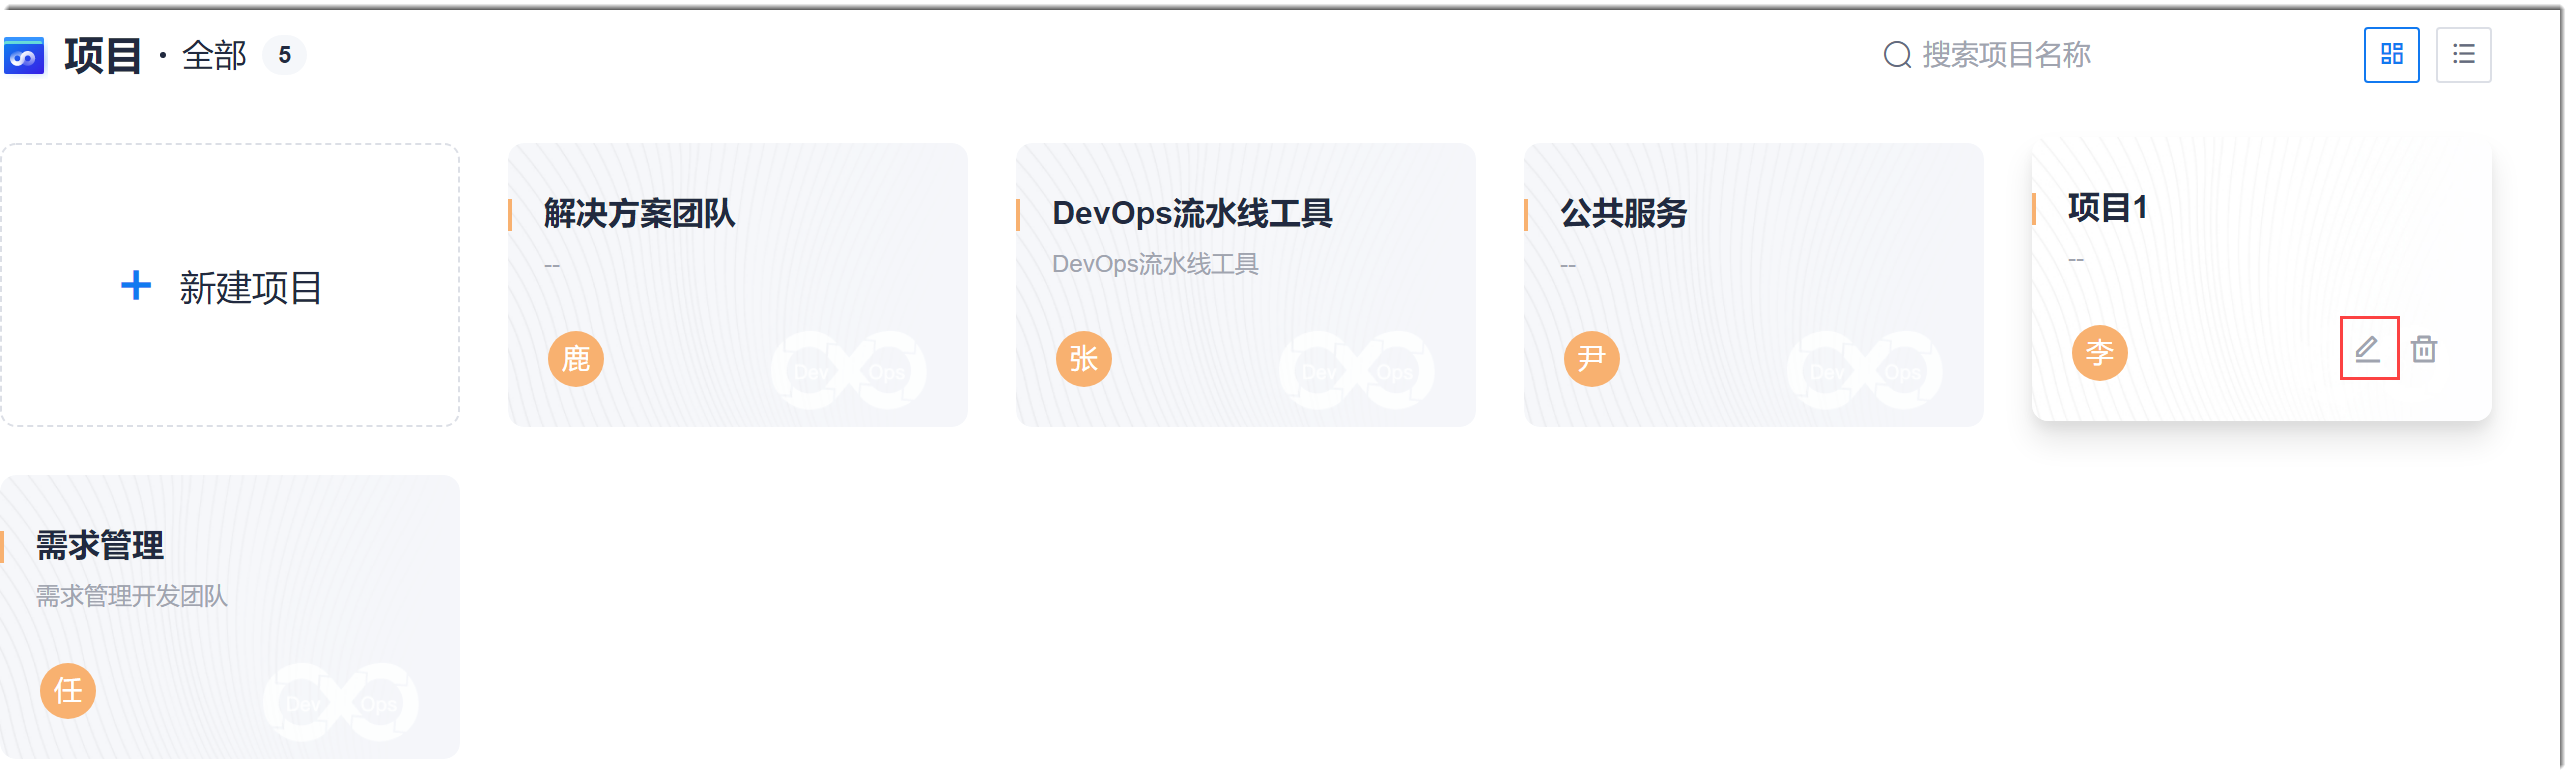 项目 · 全部 5
搜索项目名称
新建项目
解决方案团队
--
鹿
Dev Ops
DevOps流水线工具
DevOps流水线工具
张
Dev Ops
公共服务
--
尹
Dev Ops
项目1
--
李
需求管理
需求管理开发团队
任
Dev Ops